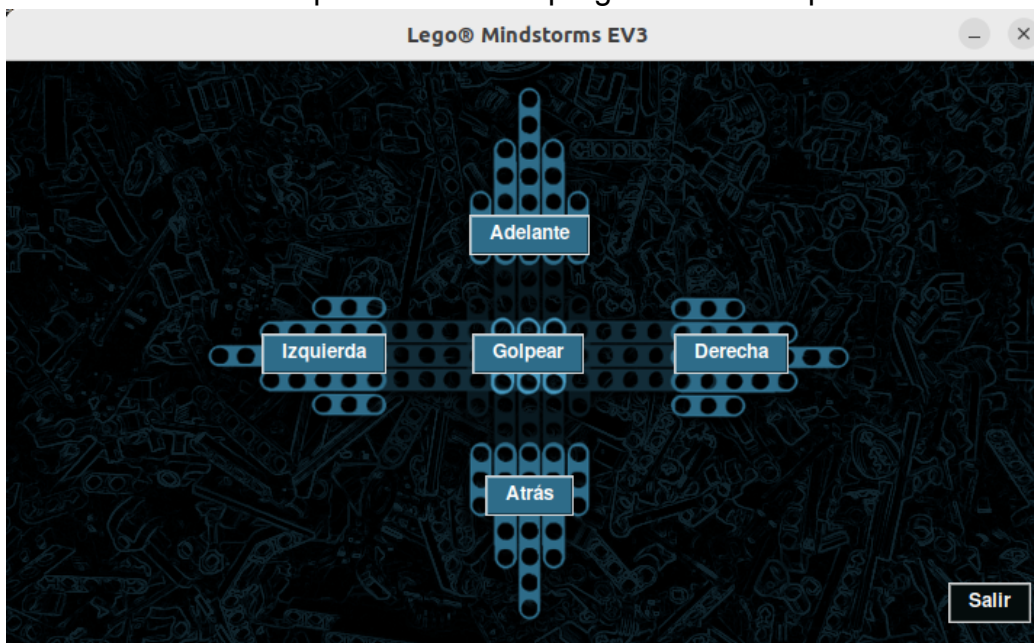 Lego® Mindstorms EV3
Adelante
Izquierda Golpear Derecha
Atrás
Salir